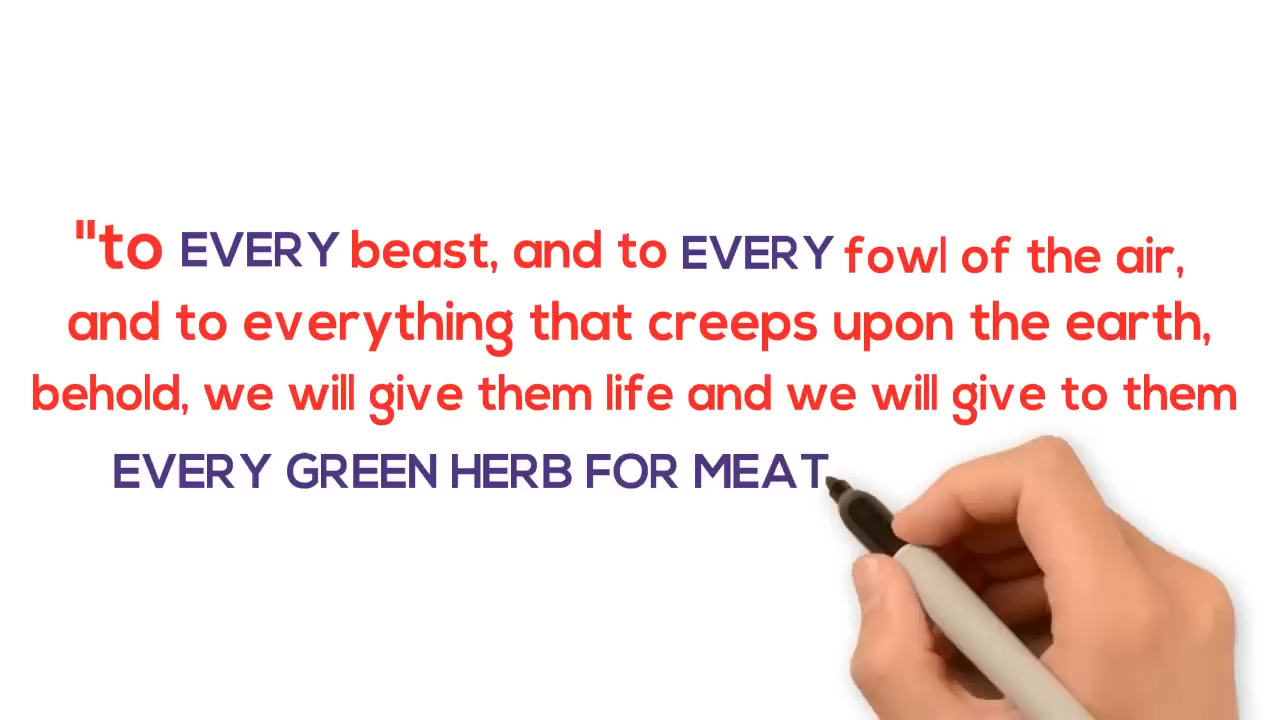 "to EVERY beast, and to EVERY fowl of the air,
and to everything that creeps upon the earth,
behold, we will give them life and we will give to them
EVERY GREEN HERB FOR MEAT